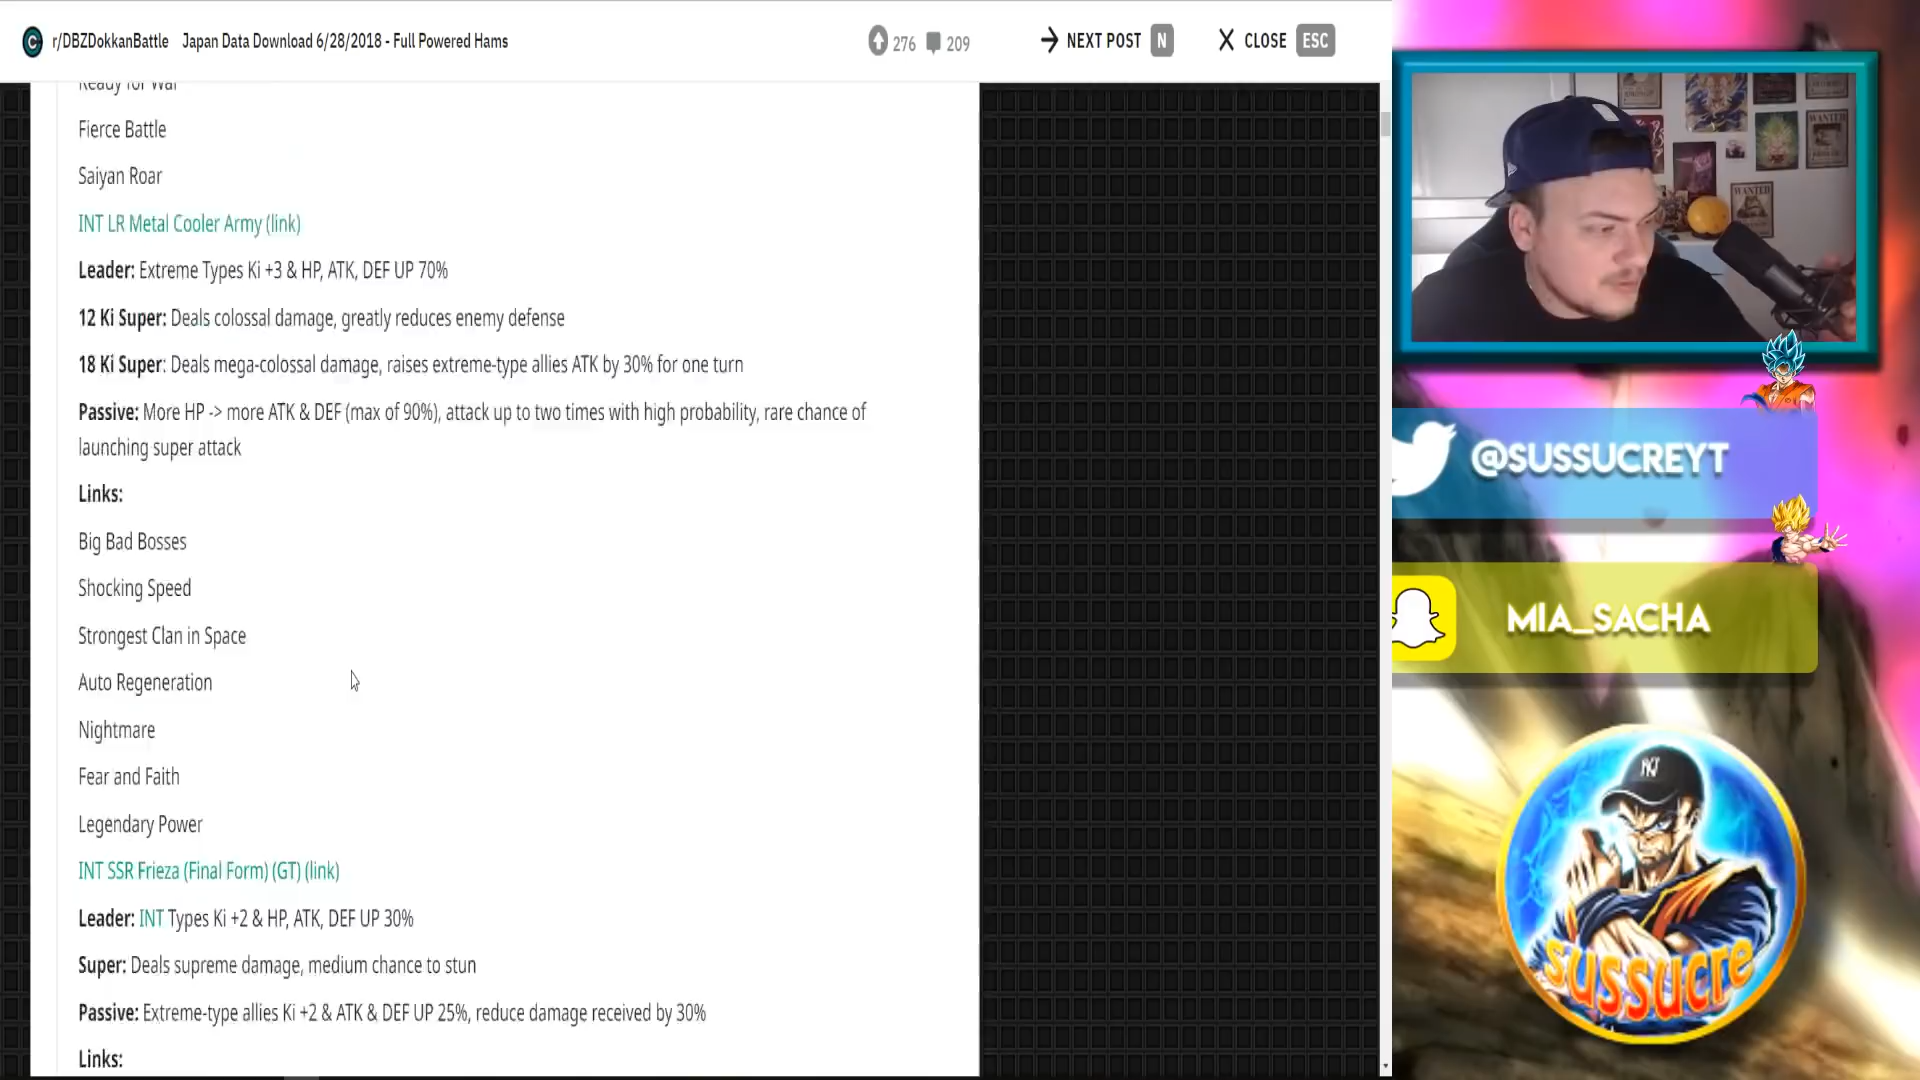 r/DBZDokkanBattle Japan Data Download 6/28/2018 - Full Powered Hams
276 209
NEXT POST N
CLOSE ESC
Ready for War
Fierce Battle
Saiyan Roar
INT LR Metal Cooler Army (link)
Leader: Extreme Types Ki +3 & HP, ATK, DEF UP 70%
12 Ki Super: Deals colossal damage, greatly reduces enemy defense
18 Ki Super: Deals mega-colossal damage, raises extreme-type allies ATK by 30% for one turn
Passive: More HP -> more ATK & DEF (max of 90%), attack up to two times with high probability, rare chance of
launching super attack
Links:
Big Bad Bosses
Shocking Speed
Strongest Clan in Space
Auto Regeneration
Nightmare
Fear and Faith
Legendary Power
INT SSR Frieza (Final Form) (GT) (link)
Leader: INT Types Ki +2 & HP, ATK, DEF UP 30%
Super: Deals supreme damage, medium chance to stun
Passive: Extreme-type allies Ki +2 & ATK & DEF UP 25%, reduce damage received by 30%
Links:
WANTED
WANTED
WANTED
@SUSSUCREYT
MIA_SACHA
NY
sussucre